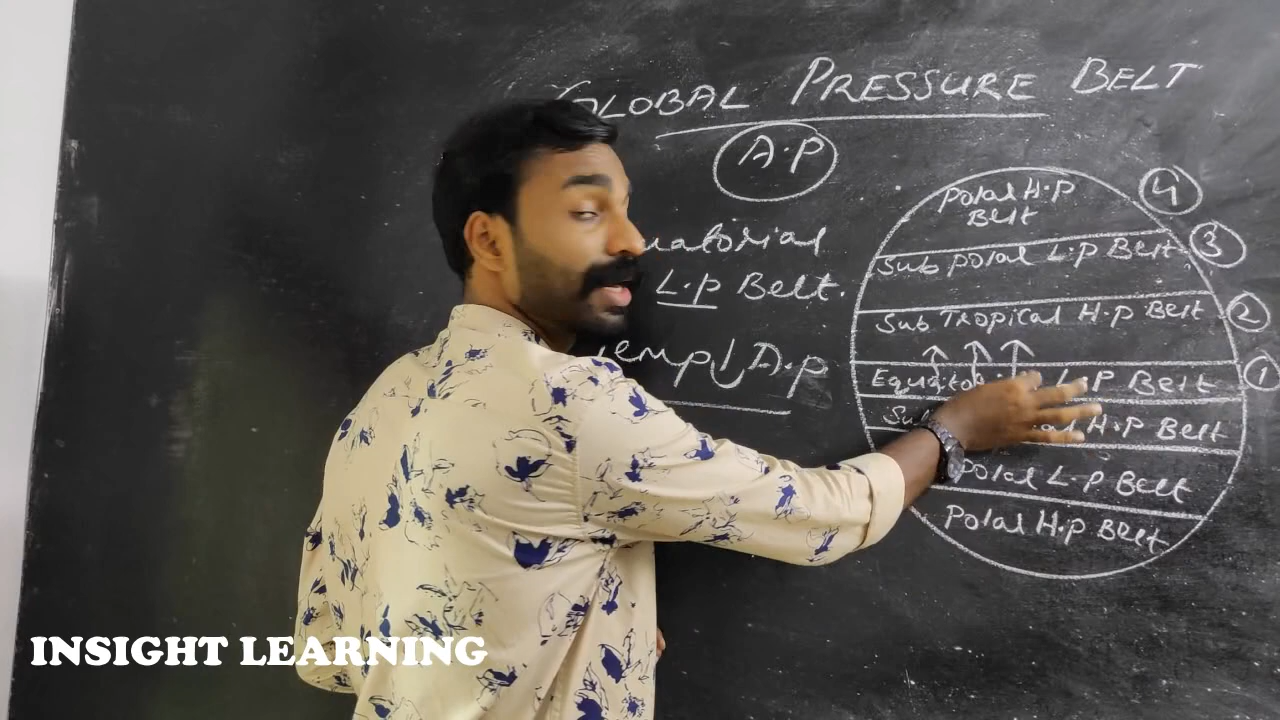 GLOBAL PRESSURE BELT
A.P
L.P Belt.
A.P
Polar H.P
Belt
4
Sub polar L.P Belt
3
Sub Tropical H.P Belt
2
L.P Belt
1
H.P Belt
polar L.P Belt
Polar H.P Belt
INSIGHT LEARNING